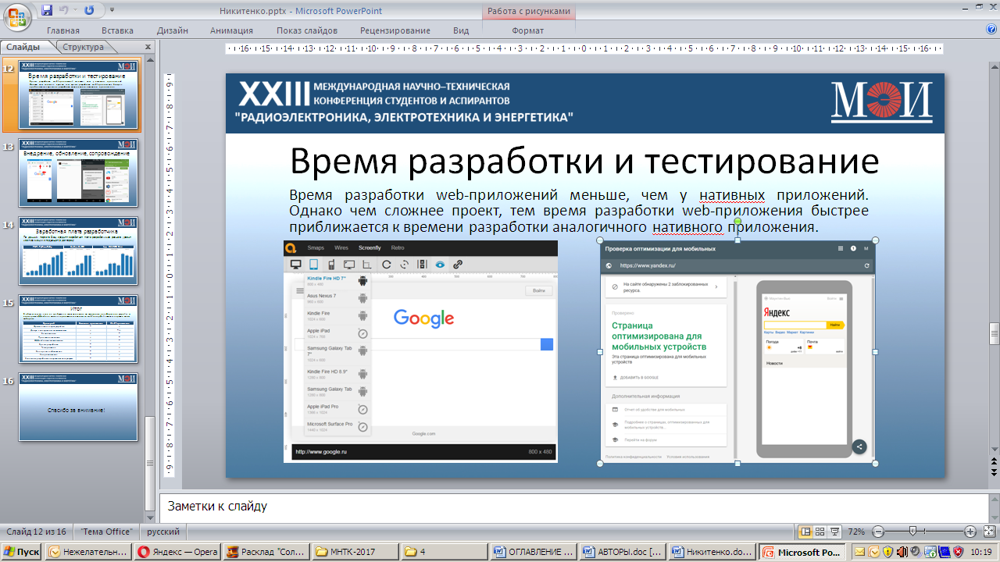 Никитенко.pptx - Microsoft PowerPoint
Работа с рисунками
Главная Вставка Дизайн Анимация Показ слайдов Рецензирование Вид Формат
Слайды Структура
12
Время разработки и тестирование
13
Внедрение, обновление, сопровождение
14
Заработная плата разработчика
15
Итог
16
Спасибо за внимание!
XXIII МЕЖДУНАРОДНАЯ НАУЧНО–ТЕХНИЧЕСКАЯ
КОНФЕРЕНЦИЯ СТУДЕНТОВ И АСПИРАНТОВ
"РАДИОЭЛЕКТРОНИКА, ЭЛЕКТРОТЕХНИКА И ЭНЕРГЕТИКА"
МЭИ
Время разработки и тестирование
Время разработки web-приложений меньше, чем у нативных приложений.
Однако чем сложнее проект, тем время разработки web-приложения быстрее
приближается к времени разработки аналогичного нативного приложения.
Smaps Wires Screenfly Retro
Kindle Fire HD 7"
Asus Nexus 7
Kindle Fire
1024 x 600
Apple iPad
Samsung Galaxy Tab
7"
1024 x 600
Kindle Fire HD 8.9"
Samsung Galaxy Tab
Apple iPad Pro
Microsoft Surface Pro
1440 x 1024
Войти
Google
Google.com
http://www.google.ru 800 x 480
Проверка оптимизации для мобильных
https://www.yandex.ru/
На сайте обнаружены 2 заблокированных
ресурса.
Проверено
Страница
оптимизирована для
мобильных устройств
Эта страница оптимизирована для мобильных
устройств
ДОБАВИТЬ В GOOGLE
Дополнительная информация
Отчет об удобстве для мобильных
Подробнее о страницах, оптимизированных для
мобильных устройств...
Перейти на форум
Политика конфиденциальности Условия использования
Яндекс
Найти
Карты Видео Маркет Картинки
Погода Почта
Новости
Заметки к слайду
Слайд 12 из 16 "Тема Office" русский 72%
Пуск Нежелательн... Яндекс — Opera Расклад "Сол... МНТК-2017 4 ОГЛАВЛЕНИЕ ... АВТОРЫ.doc [... Никитенко.do... Microsoft Po... 10:19